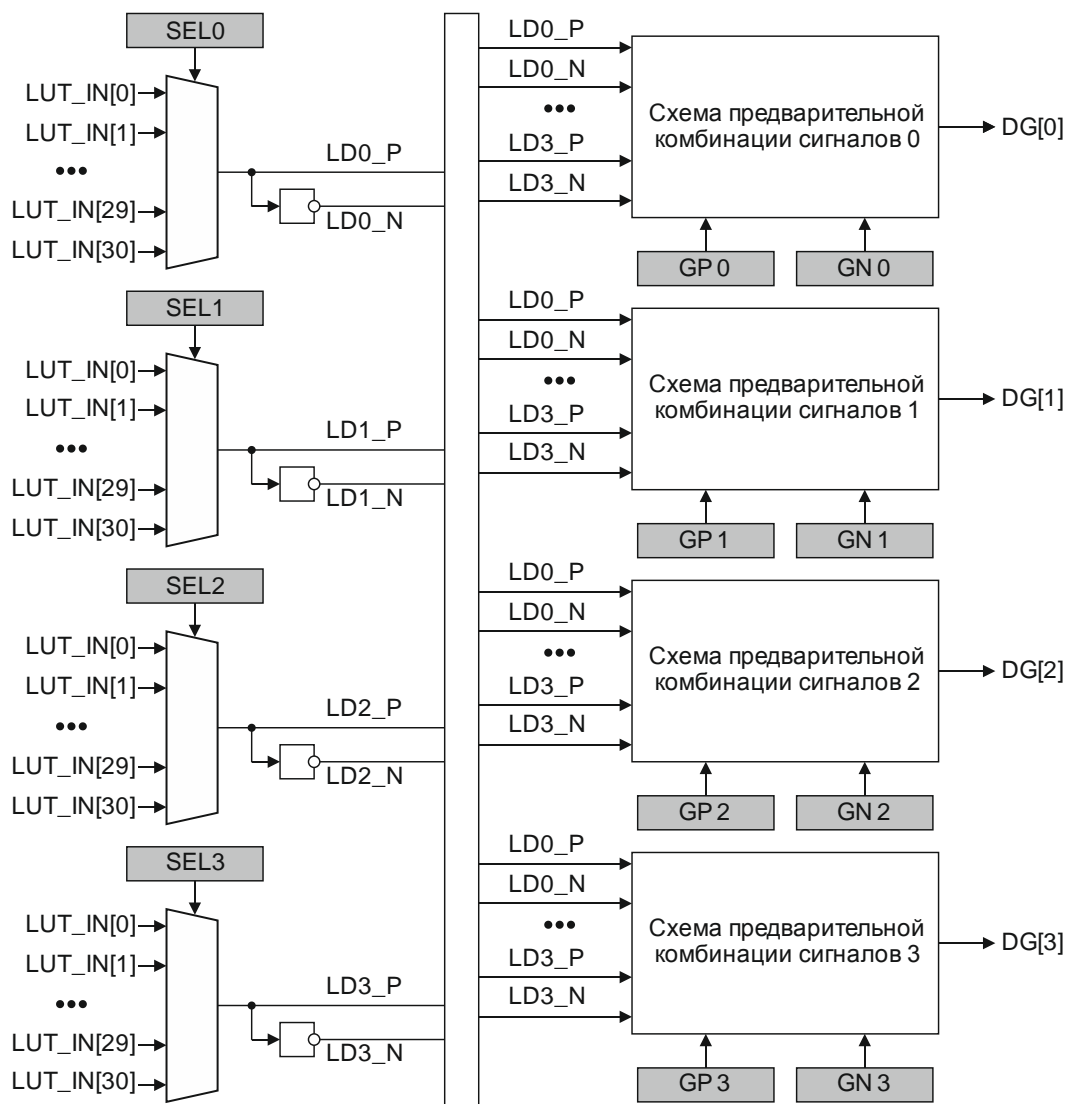 SEL0
LUT_IN[0]
LUT_IN[1]
•••
LUT_IN[29]
LUT_IN[30]
LD0_P
LD0_N
SEL1
LUT_IN[0]
LUT_IN[1]
•••
LUT_IN[29]
LUT_IN[30]
LD1_P
LD1_N
SEL2
LUT_IN[0]
LUT_IN[1]
•••
LUT_IN[29]
LUT_IN[30]
LD2_P
LD2_N
SEL3
LUT_IN[0]
LUT_IN[1]
•••
LUT_IN[29]
LUT_IN[30]
LD3_P
LD3_N
LD0_P
LD0_N
•••
LD3_P
LD3_N
Схема предварительной
комбинации сигналов 0
DG[0]
GP 0
GN 0
LD0_P
LD0_N
•••
LD3_P
LD3_N
Схема предварительной
комбинации сигналов 1
DG[1]
GP 1
GN 1
LD0_P
LD0_N
•••
LD3_P
LD3_N
Схема предварительной
комбинации сигналов 2
DG[2]
GP 2
GN 2
LD0_P
LD0_N
•••
LD3_P
LD3_N
Схема предварительной
комбинации сигналов 3
DG[3]
GP 3
GN 3